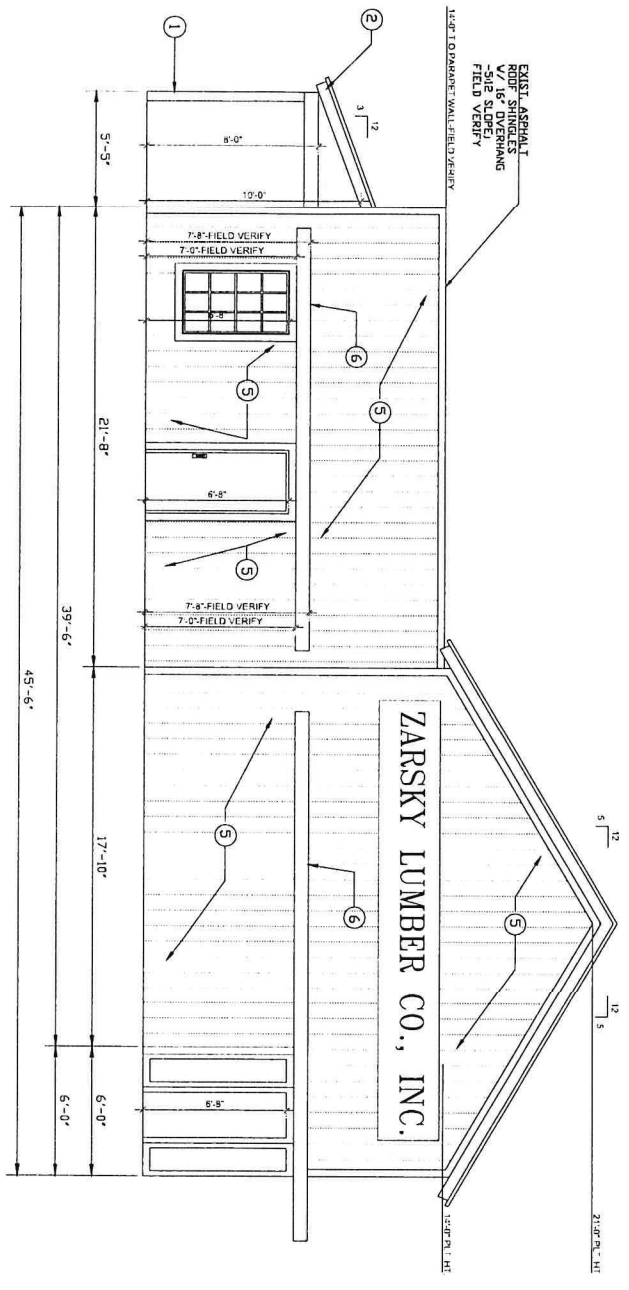 EXIST. ASPHALT
ROOF SHINGLES
W/ 16" OVERHANG
-5:12 SLOPE;
FIELD VERIFY
14'-0" T.O PARAPET WALL-FIELD VERIFY
2
1
12
3
8'-0"
10'-0"
5'-5"
7'-8"-FIELD VERIFY
7'-0"-FIELD VERIFY
6'-8"
6
5
5
6'-8"
5
7'-8"-FIELD VERIFY
7'-0"-FIELD VERIFY
21'-8"
39'-6"
45'-6"
ZARSKY LUMBER CO., INC.
12
5
12
5
5
5
6
21'-0" PLT HT
14'-0" PLT HT
6'-8"
17'-10"
6'-0"
6'-0"